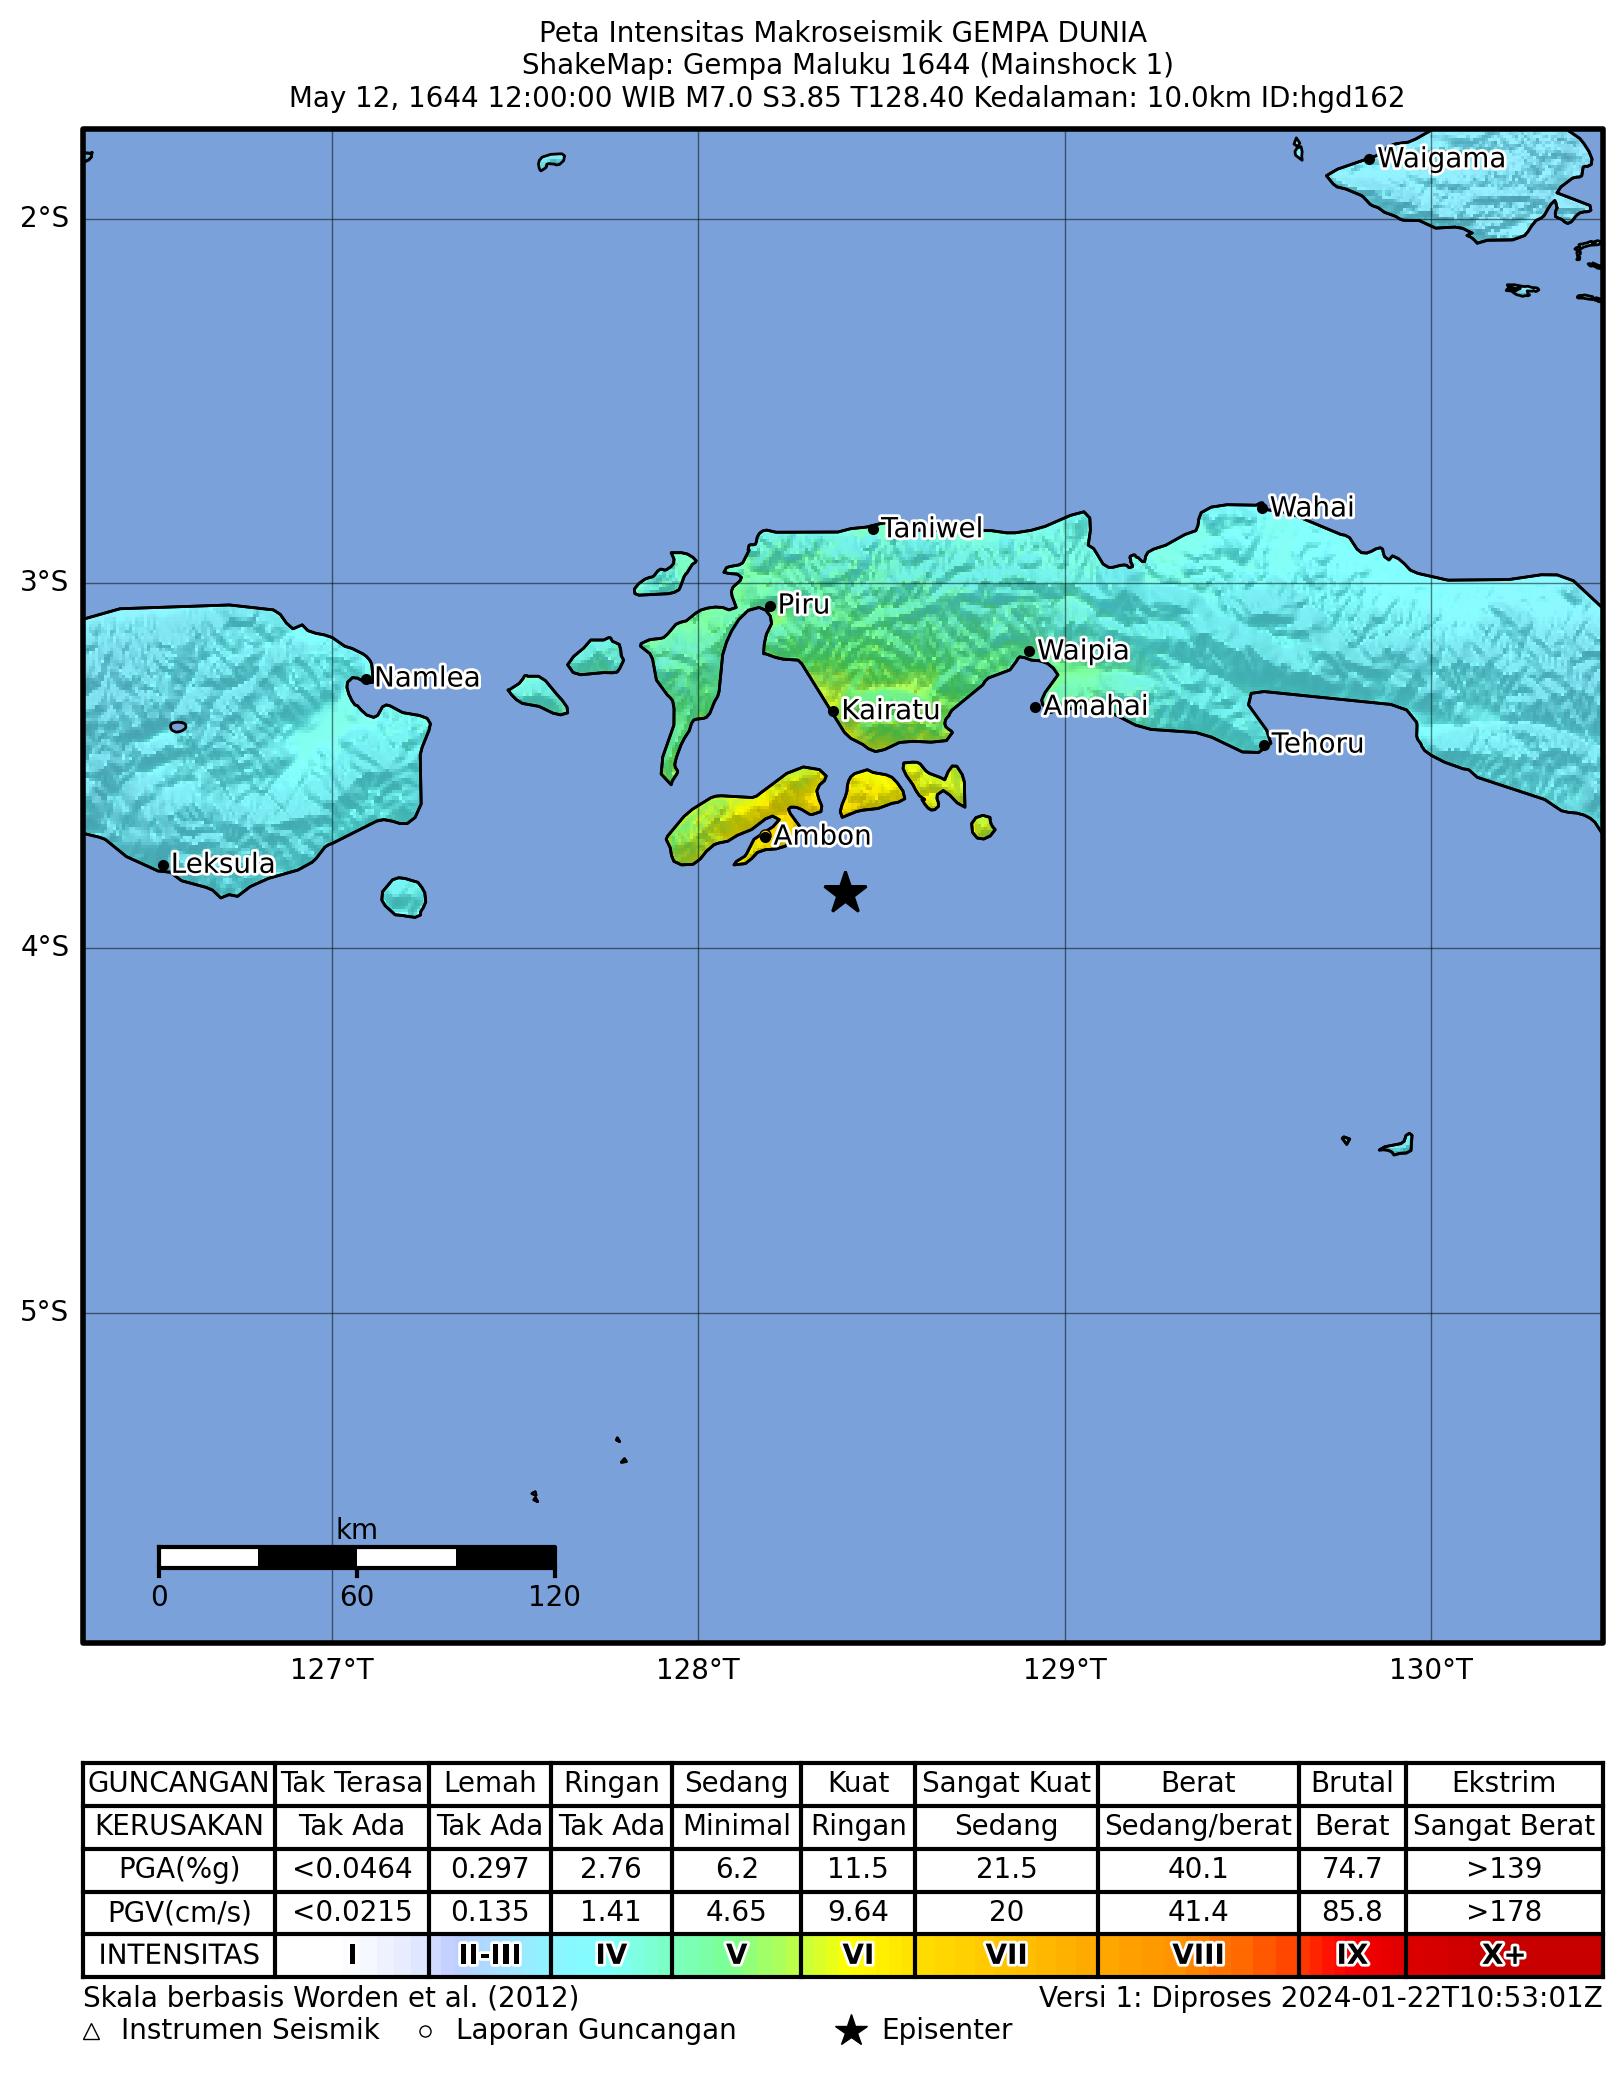 Peta Intensitas Makroseismik GEMPA DUNIA
ShakeMap: Gempa Maluku 1644 (Mainshock 1)
May 12, 1644 12:00:00 WIB M7.0 S3.85 T128.40 Kedalaman: 10.0km ID:hgd162
Waigama
2°S
Wahai
Taniwel
3°S
Piru
Waipia
Namlea
Amahai
Kairatu
Tehoru
Ambon
Leksula
4°S
5°S
km
0 60 120
127°T 128°T 129°T 130°T
GUNCANGAN Tak Terasa Lemah Ringan Sedang Kuat Sangat Kuat Berat Brutal Ekstrim
KERUSAKAN Tak Ada Tak Ada Tak Ada Minimal Ringan Sedang Sedang/berat Berat Sangat Berat
PGA(%g) <0.0464 0.297 2.76 6.2 11.5 21.5 40.1 74.7 >139
PGV(cm/s) <0.0215 0.135 1.41 4.65 9.64 20 41.4 85.8 >178
INTENSITAS I II-III IV V VI VII VIII IX X+
Skala berbasis Worden et al. (2012) Versi 1: Diproses 2024-01-22T10:53:01Z
Instrumen Seismik Laporan Guncangan Episenter